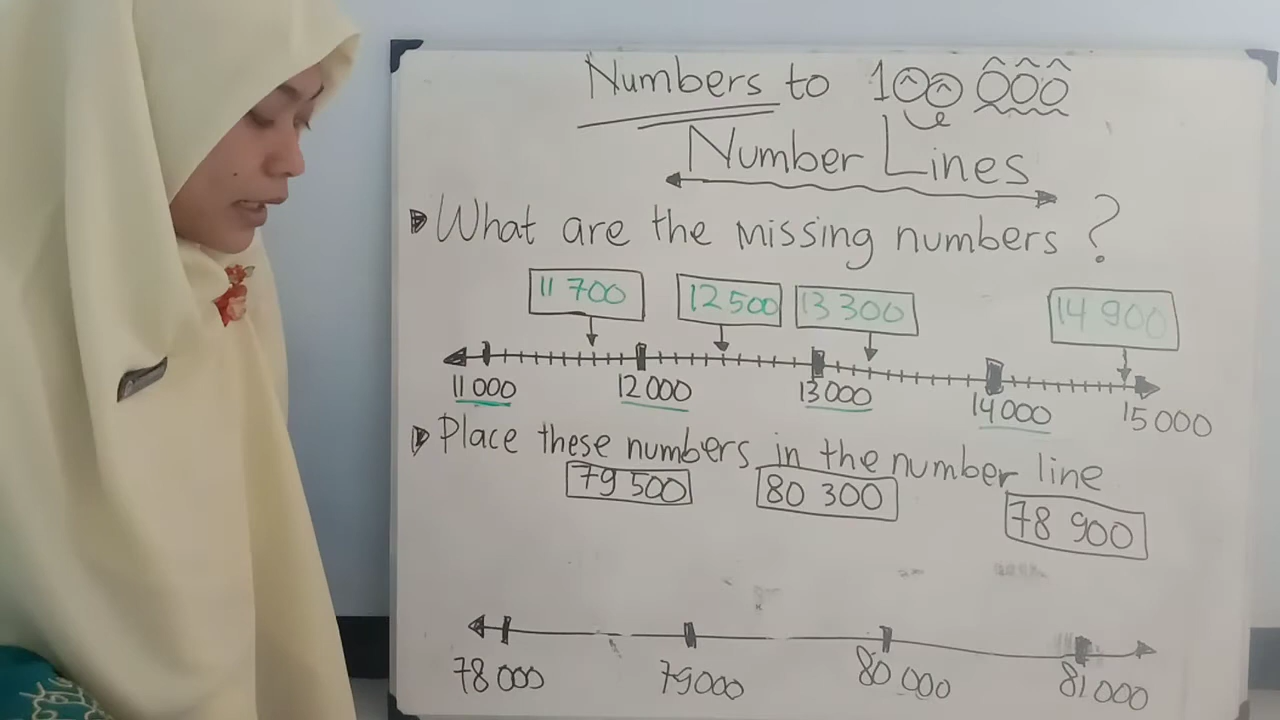 Numbers to 100 000
Number Lines
What are the missing numbers ?
11 700 12 500 13 300 14 900
11 000 12 000 13 000 14 000 15 000
Place these numbers in the number line
79 500 80 300 78 900
78 000 79000 80 000 81 000